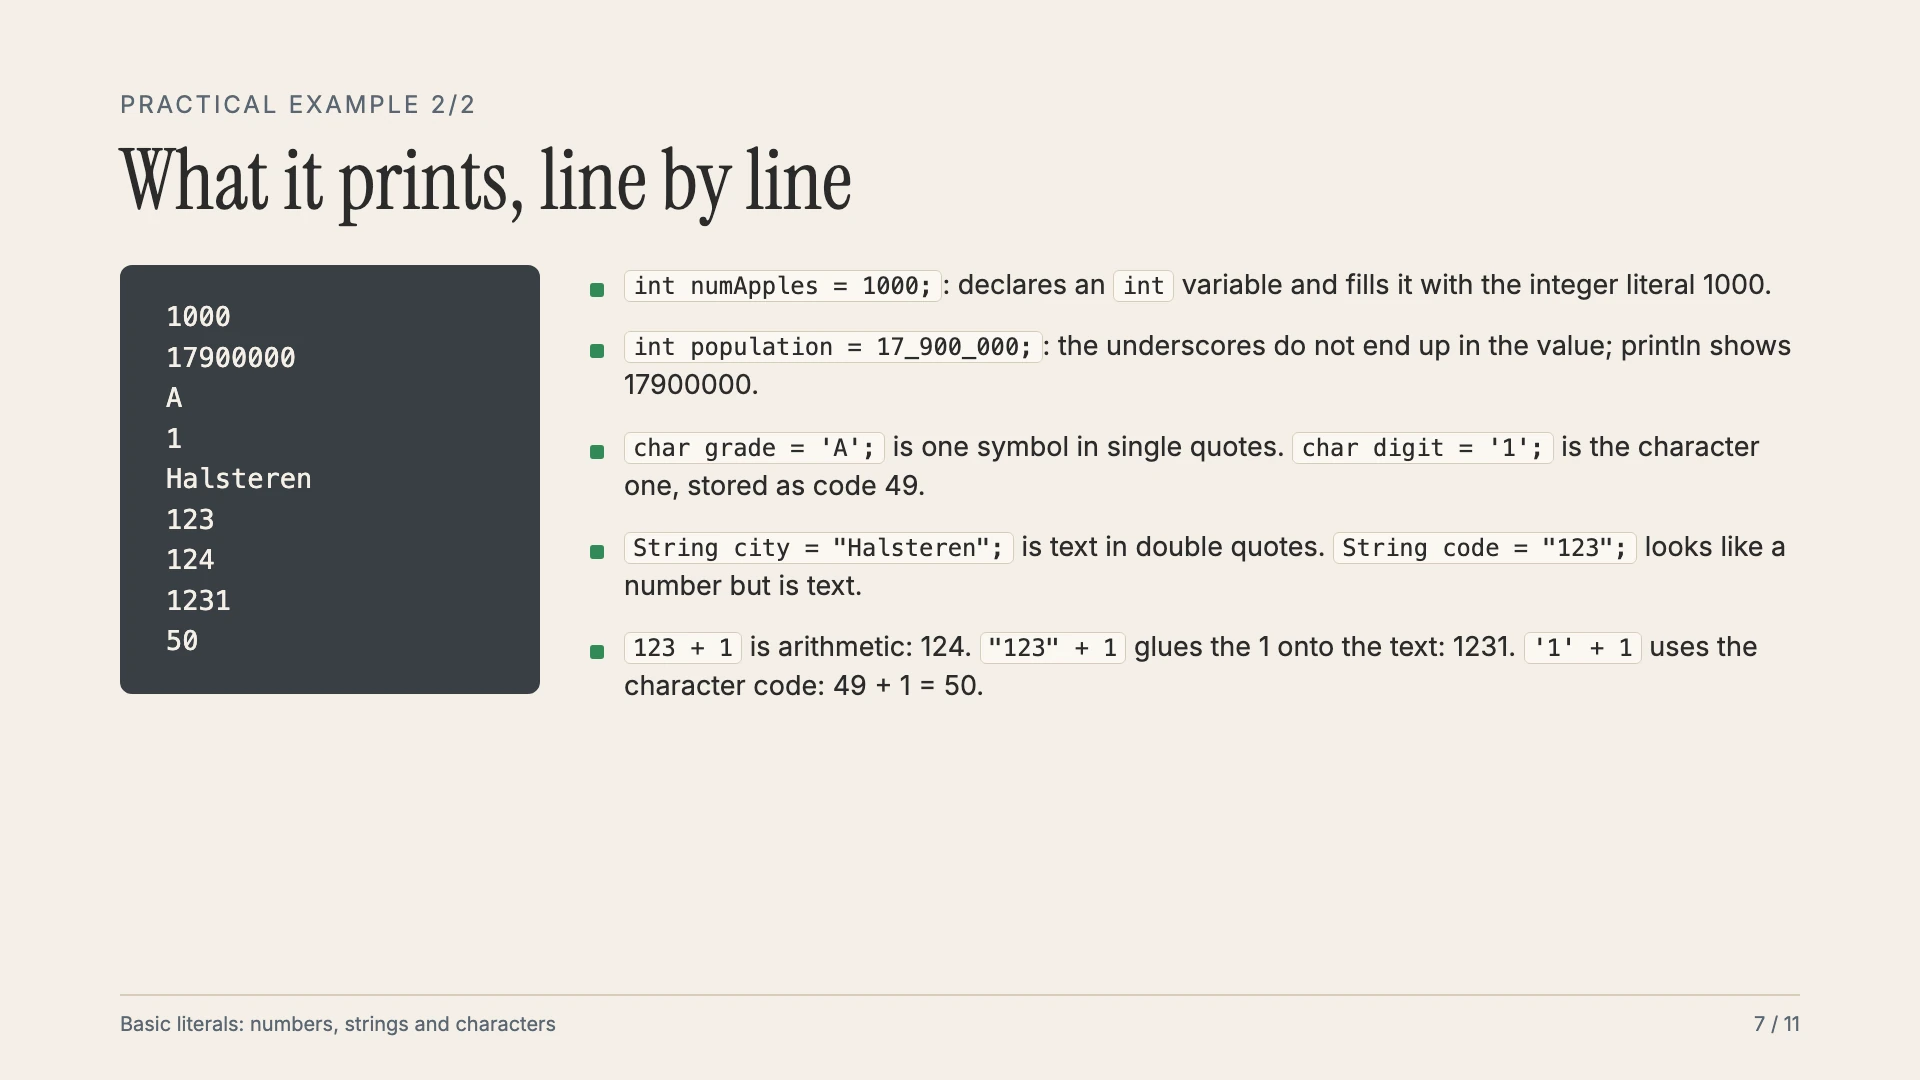 PRACTICAL EXAMPLE 2/2
What it prints, line by line
1000
17900000
A
1
Halsteren
123
124
1231
50
int numApples = 1000; : declares an int variable and fills it with the integer literal 1000.
int population = 17_900_000; : the underscores do not end up in the value; println shows
17900000.
char grade = 'A'; is one symbol in single quotes. char digit = '1'; is the character
one, stored as code 49.
String city = "Halsteren"; is text in double quotes. String code = "123"; looks like a
number but is text.
123 + 1 is arithmetic: 124. "123" + 1 glues the 1 onto the text: 1231. '1' + 1 uses the
character code: 49 + 1 = 50.
Basic literals: numbers, strings and characters
7 / 11